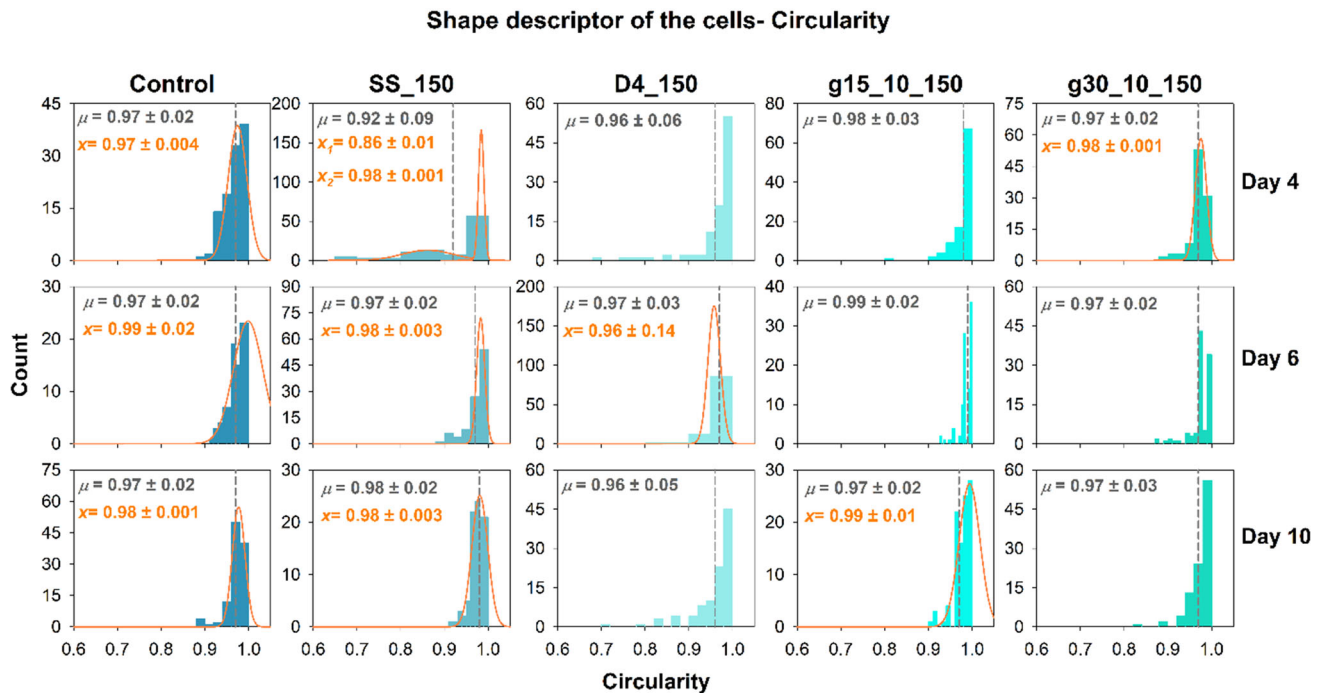 Shape descriptor of the cells- Circularity
Control SS_150 D4_150 g15_10_150 g30_10_150
45 200 60 80 75
μ = 0.97 ± 0.02 μ = 0.92 ± 0.09 μ = 0.96 ± 0.06 μ = 0.98 ± 0.03 μ = 0.97 ± 0.02
x= 0.97 ± 0.004 x₁= 0.86 ± 0.01 x= 0.98 ± 0.001
x₂= 0.98 ± 0.001
30 150 45 60 60
15 100 30 40 45
50 15 20 30
15
0 0 0 0 0
Day 4
30 90 200 40 60
μ = 0.97 ± 0.02 μ = 0.97 ± 0.02 μ = 0.97 ± 0.03 μ = 0.99 ± 0.02 μ = 0.97 ± 0.02
x= 0.99 ± 0.02 x= 0.98 ± 0.003 x= 0.96 ± 0.14
20 75 150 30 45
10 60 100 20 30
45 50 10 15
30
15
0 0 0 0 0
Day 6
Count
75 30 60 30 60
μ = 0.97 ± 0.02 μ = 0.98 ± 0.02 μ = 0.96 ± 0.05 μ = 0.97 ± 0.02 μ = 0.97 ± 0.03
x= 0.98 ± 0.001 x= 0.98 ± 0.003 x= 0.99 ± 0.01
60 20 45 20 45
45 10 30 10 30
30 15 15
15
0 0 0 0 0
Day 10
0.6 0.7 0.8 0.9 1.0 0.6 0.7 0.8 0.9 1.0 0.6 0.7 0.8 0.9 1.0 0.6 0.7 0.8 0.9 1.0 0.6 0.7 0.8 0.9 1.0
Circularity